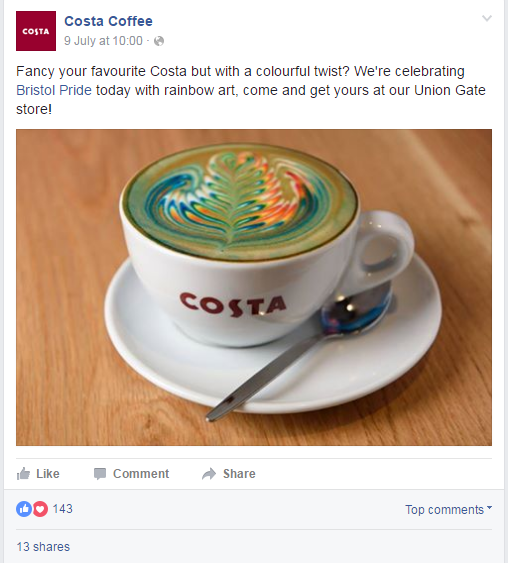 COSTA
Costa Coffee
9 July at 10:00 ·
Fancy your favourite Costa but with a colourful twist? We're celebrating
Bristol Pride today with rainbow art, come and get yours at our Union Gate
store!
COSTA
Like Comment Share
143 Top comments
13 shares